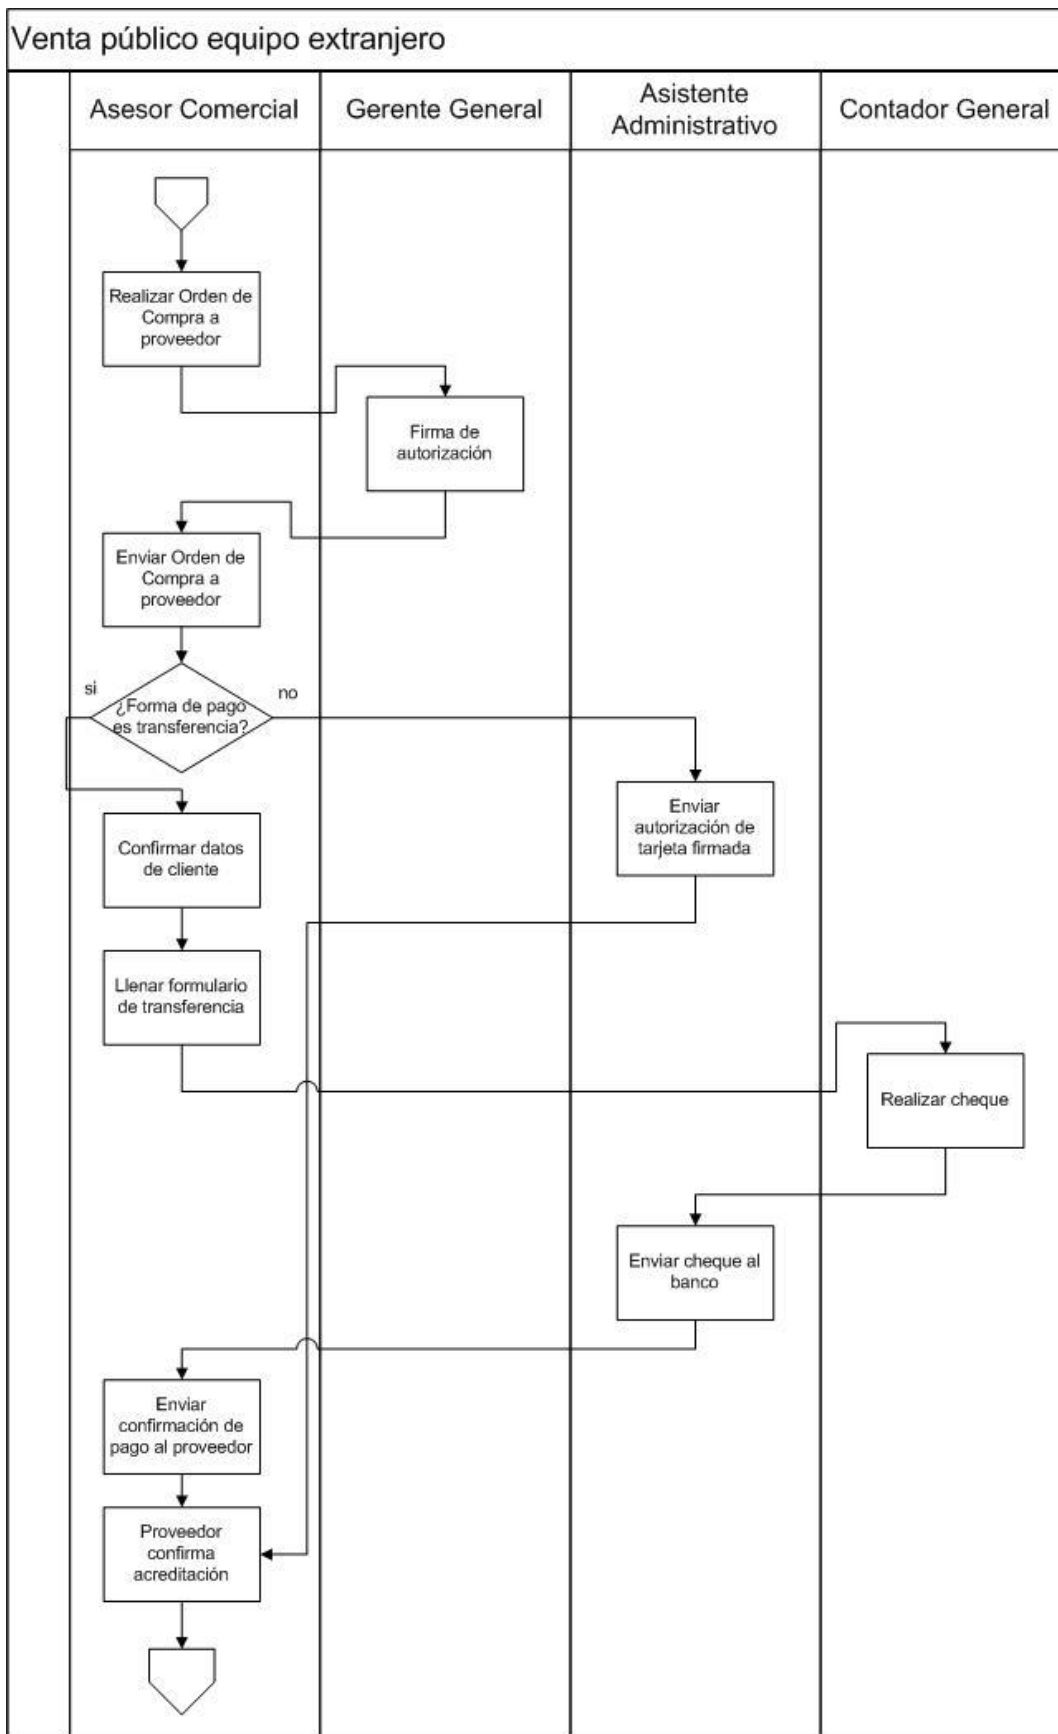 Venta público equipo extranjero
Asesor Comercial
Gerente General
Asistente
Administrativo
Contador General
Realizar Orden de
Compra a
proveedor
Firma de
autorización
Enviar Orden de
Compra a
proveedor
si
¿Forma de pago
es transferencia?
no
Enviar
autorización de
tarjeta firmada
Confirmar datos
de cliente
Llenar formulario
de transferencia
Realizar cheque
Enviar cheque al
banco
Enviar
confirmación de
pago al proveedor
Proveedor
confirma
acreditación